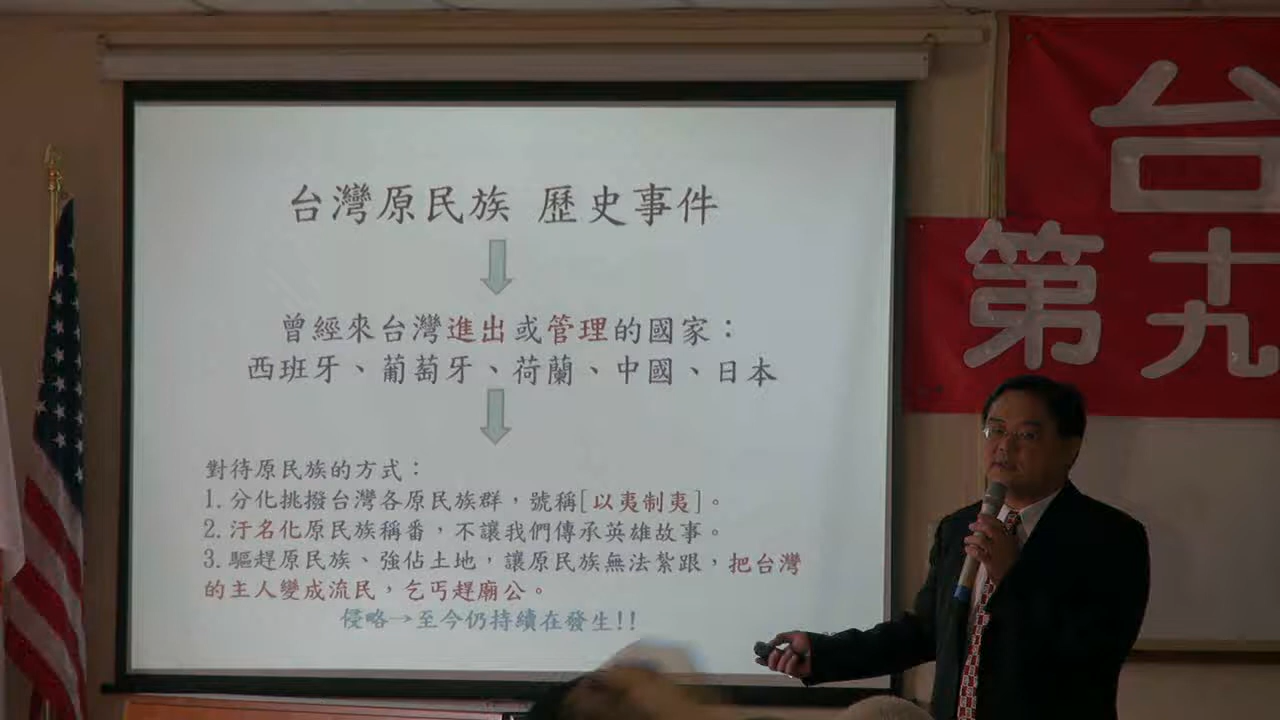 台灣原民族 歷史事件
曾經來台灣進出或管理的國家：
西班牙、葡萄牙、荷蘭、中國、日本
對待原民族的方式：
1. 分化挑撥台灣各原民族群，號稱[以夷制夷]。
2. 汙名化原民族稱番，不讓我們傳承英雄故事。
3. 驅趕原民族、強佔土地，讓原民族無法紮跟，把台灣
的主人變成流民，乞丐趕廟公。
侵略→至今仍持續在發生!!
台
第十九